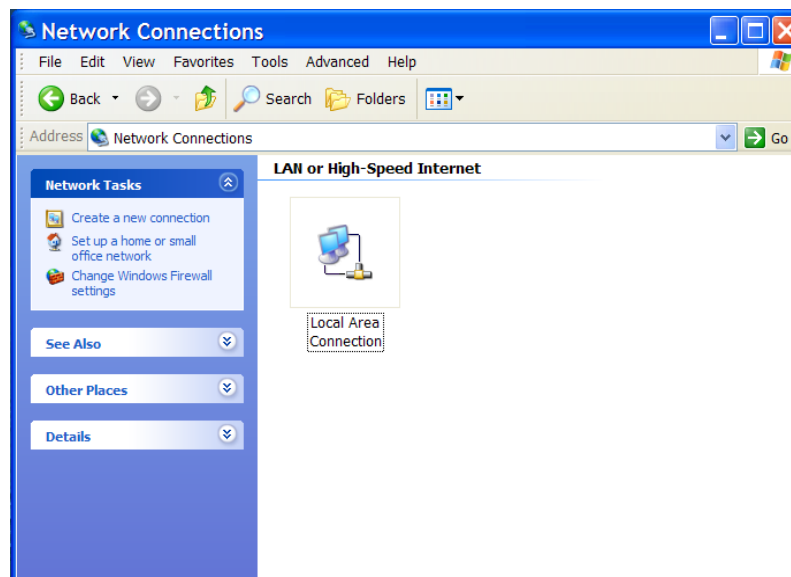 Network Connections
File Edit View Favorites Tools Advanced Help
Back Search Folders
Address Network Connections Go
Network Tasks
Create a new connection
Set up a home or small
office network
Change Windows Firewall
settings
See Also
Other Places
Details
LAN or High-Speed Internet
Local Area
Connection